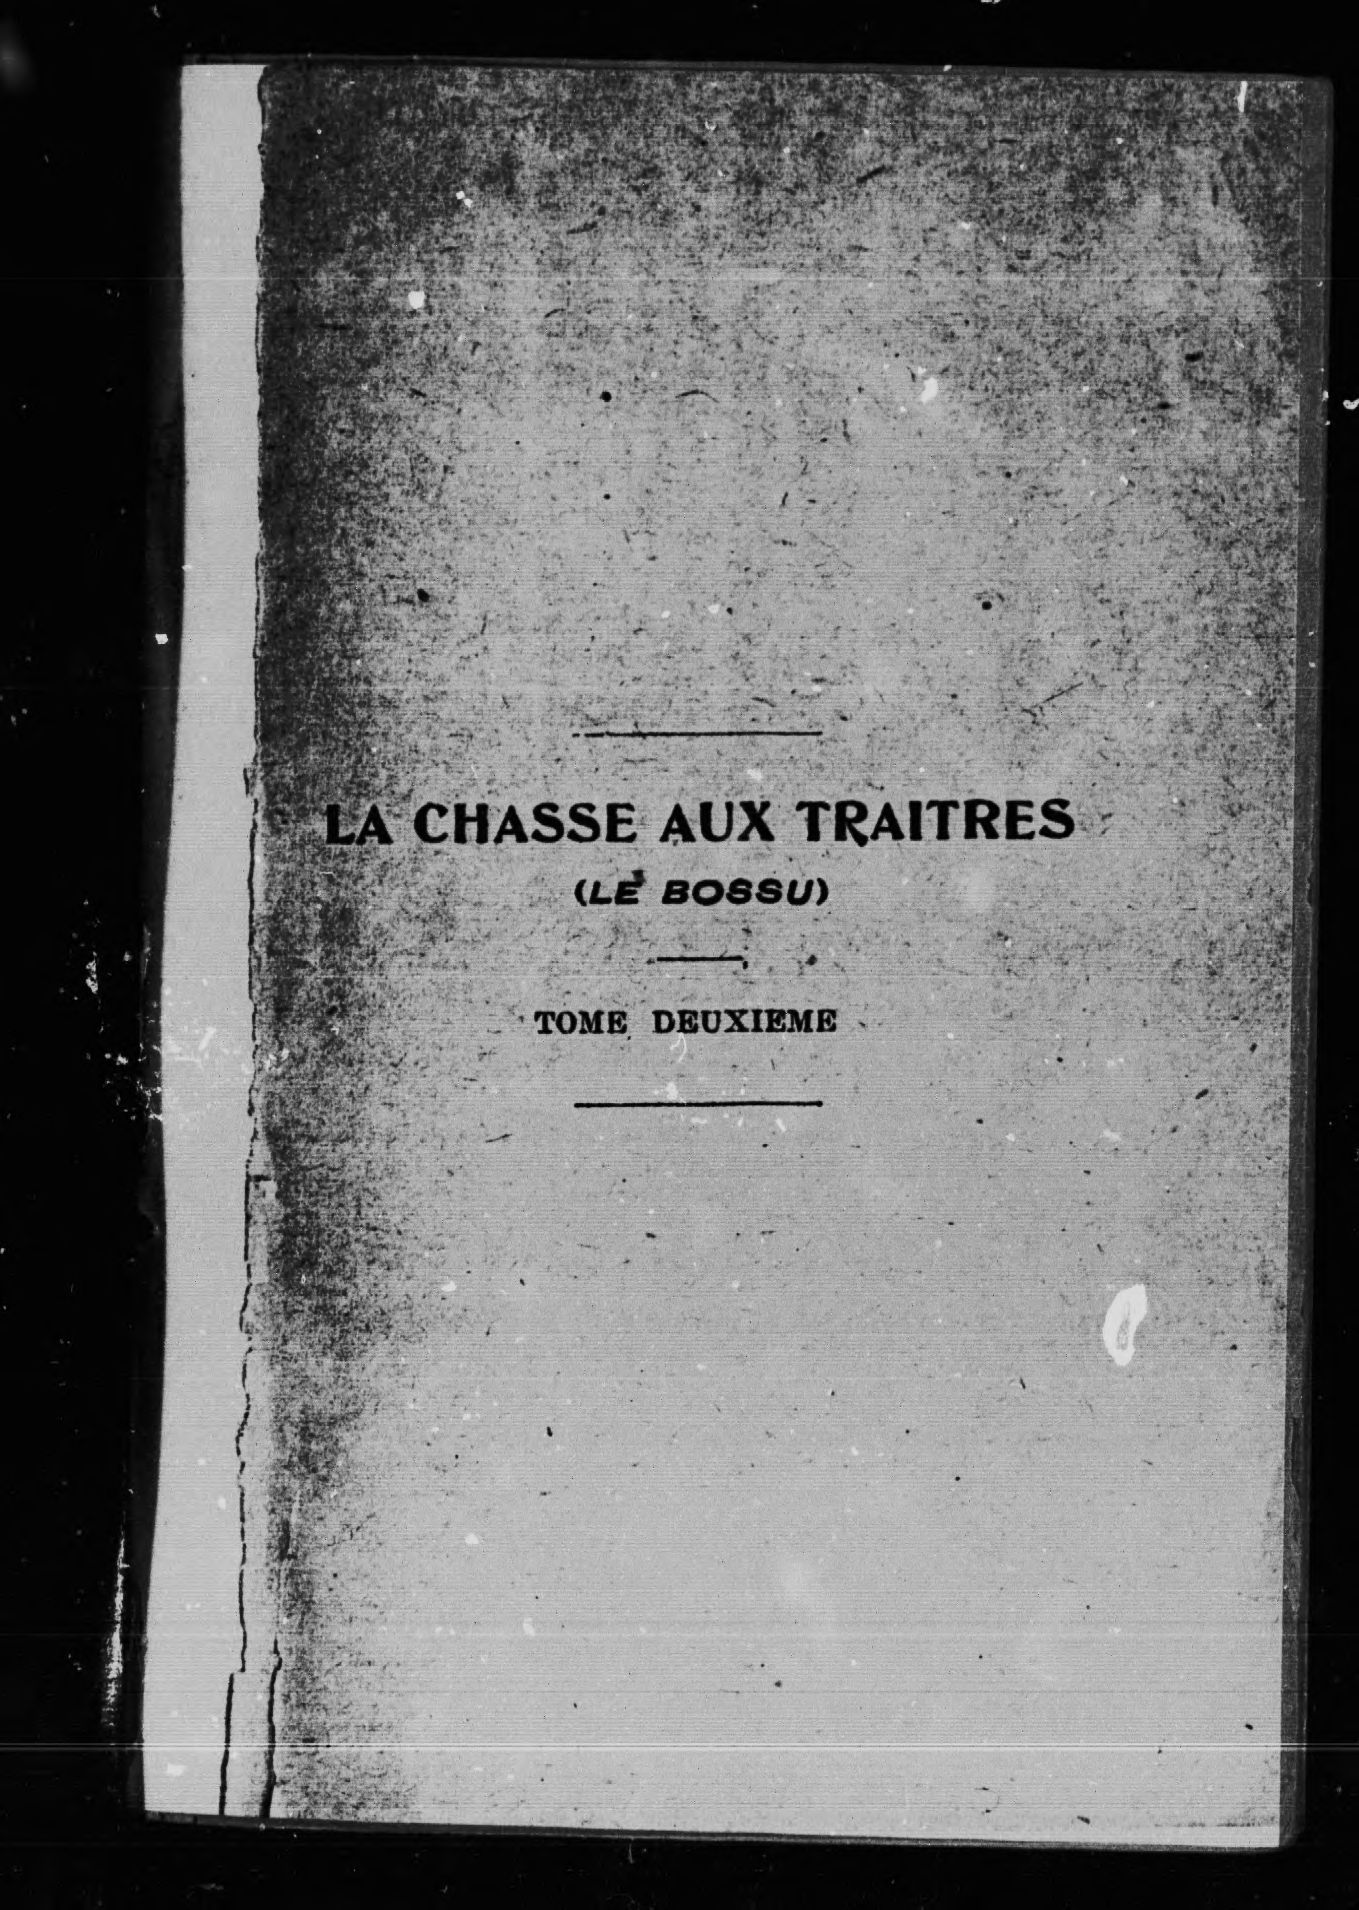 LA CHASSE AUX TRAITRES
(LE BOSSU)
TOME DEUXIEME